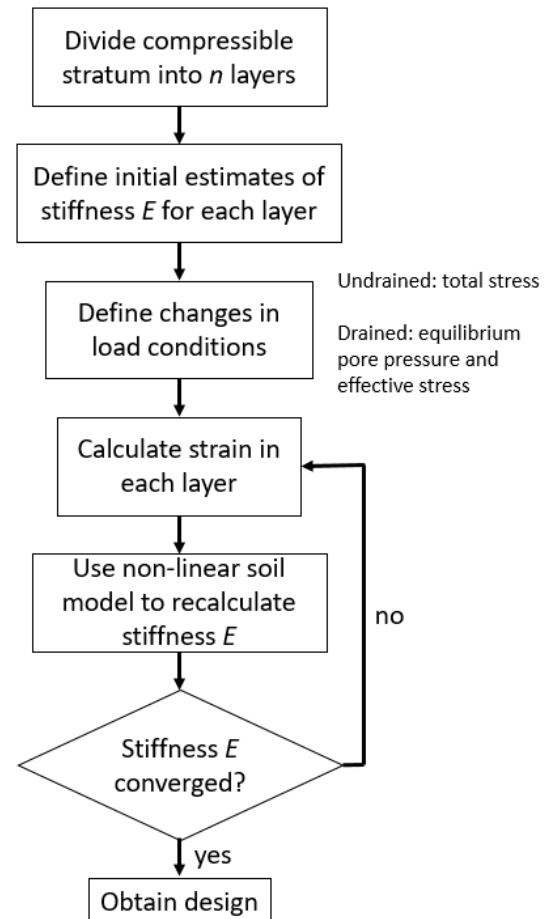 Divide compressible
stratum into n layers
Define initial estimates of
stiffness E for each layer
Define changes in
load conditions
Undrained: total stress
Drained: equilibrium
pore pressure and
effective stress
Calculate strain in
each layer
Use non-linear soil
model to recalculate
stiffness E
no
Stiffness E
converged?
yes
Obtain design